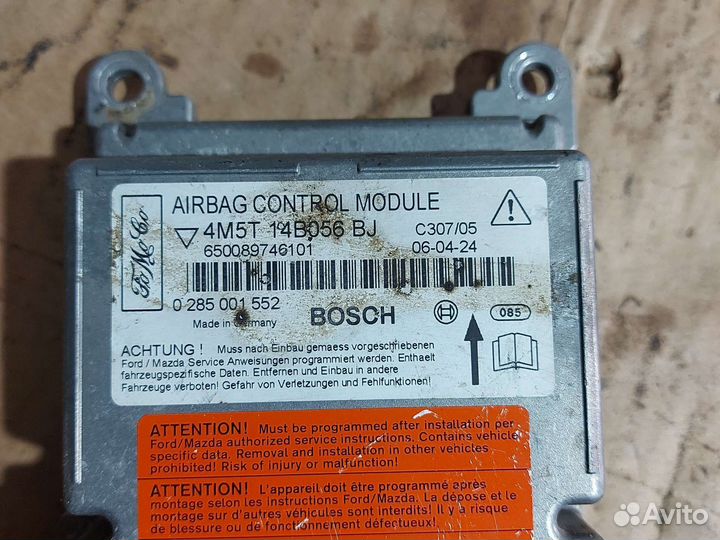 FoMoCo
AIRBAG CONTROL MODULE
4M5T 14B056 BJ
C307/05
650089746101
06-04-24
0 285 001 552
Made in Germany
BOSCH
085
ACHTUNG ! Muss nach Einbau gemaess vorgeschriebenen
Ford / Mazda Service Anweisungen programmiert werden. Enthaelt
fahrzeugspezifische Daten. Entfernen und Einbau in andere
Fahrzeuge verboten! Gefahr von Verletzungen und Fehlfunktionen!
ATTENTION! Must be programmed after installation per
Ford/Mazda authorized service instructions. Contains vehicle
specific data. Removal and installation in other vehicles
prohibited! Risk of injury or malfunction!
ATTENTION! L'appareil doit être programmé après
montage selon les instructions Ford/Mazda. La dépose et le
montage sur d'autres véhicules sont interdits! Il y a risque
de blessure ou de fonctionnement défectueux!
Avito